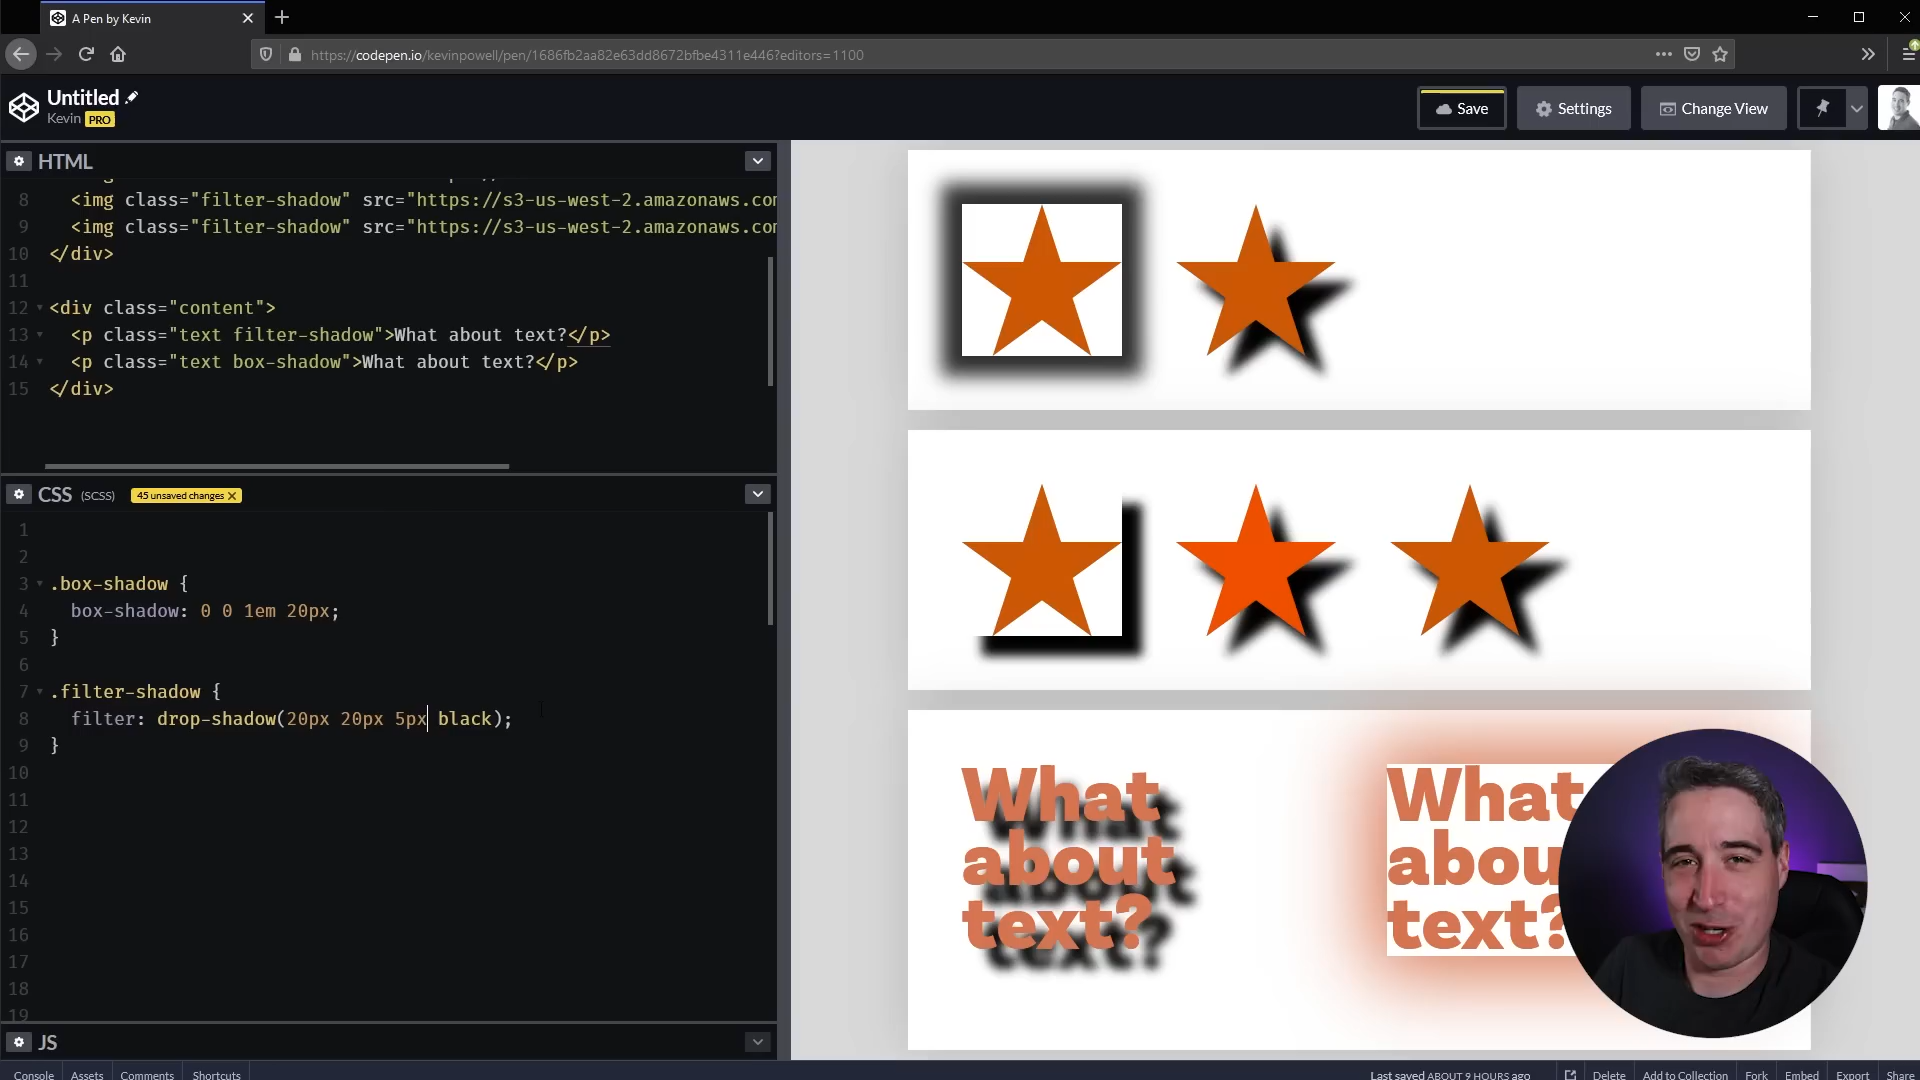 A Pen by Kevin
https://codepen.io/kevinpowell/pen/1686fb2aa82e63dd8672bfbe4311e446?editors=1100
Untitled
Kevin PRO
Save
Settings
Change View
HTML
8 <img class="filter-shadow" src="https://s3-us-west-2.amazonaws.com
9 <img class="filter-shadow" src="https://s3-us-west-2.amazonaws.com
10 </div>
11
12 <div class="content">
13 <p class="text filter-shadow">What about text?</p>
14 <p class="text box-shadow">What about text?</p>
15 </div>
CSS (SCSS) 45 unsaved changes
1
2
3 .box-shadow {
4 box-shadow: 0 0 1em 20px;
5 }
6
7 .filter-shadow {
8 filter: drop-shadow(20px 20px 5px black);
9 }
10
11
12
13
14
15
16
17
18
19
JS
What
about
text?
What
abou
text?
Console Assets Comments Shortcuts
Last saved ABOUT 9 HOURS ago Delete Add to Collection Fork Embed Export Share